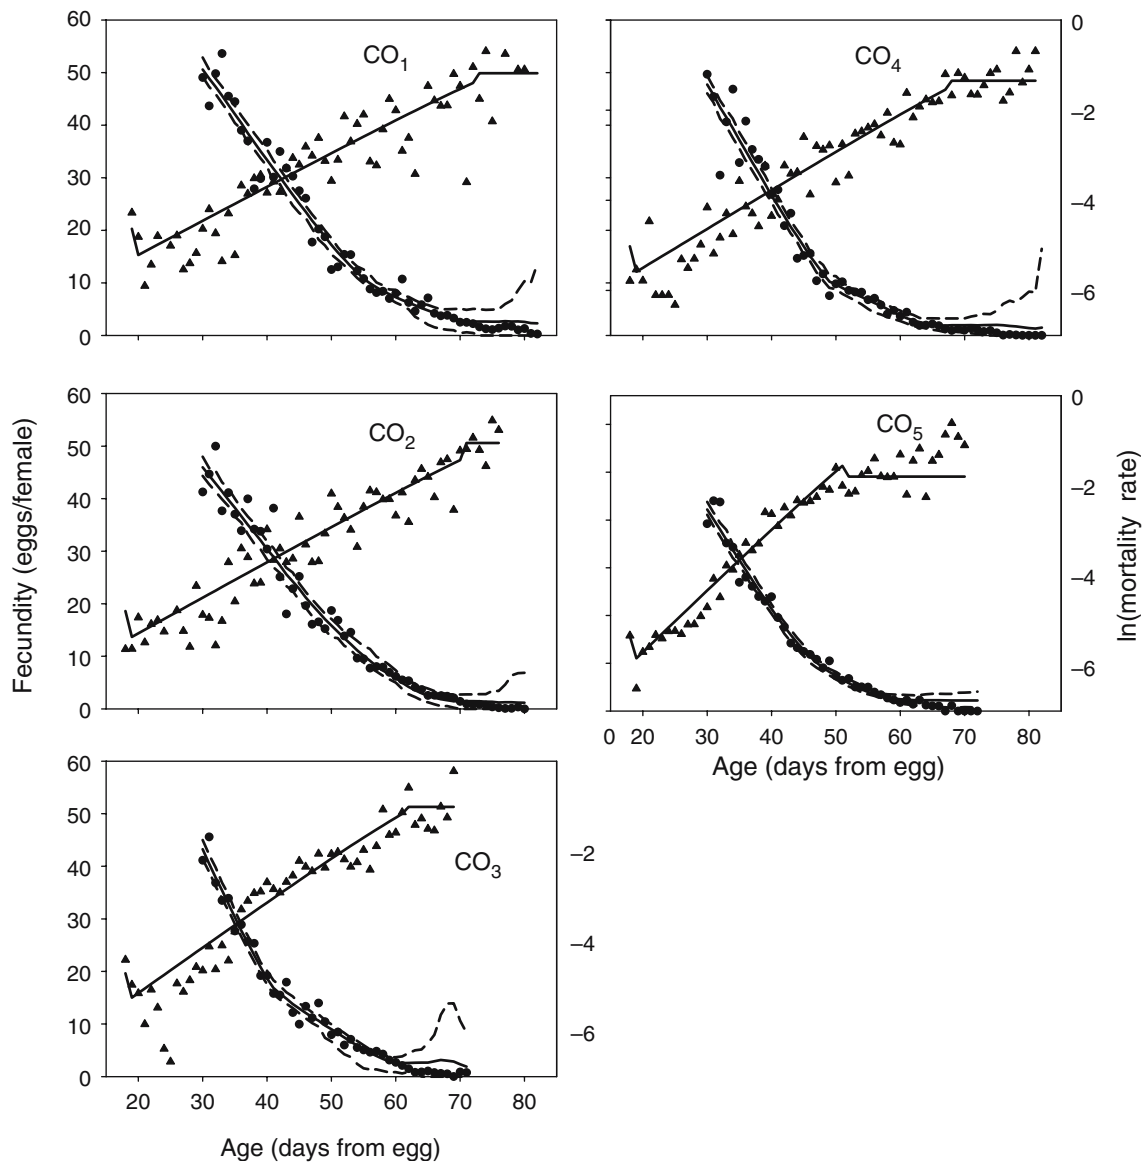 60
50
40
30
20
10
0
CO1
CO4
0
−2
−4
−6
Fecundity (eggs/female)
60
50
40
30
20
10
0
CO2
CO5
0
−2
−4
−6
ln(mortality rate)
0 20 30 40 50 60 70 80
Age (days from egg)
60
50
40
30
20
10
0
CO3
−2
−4
−6
20 30 40 50 60 70 80
Age (days from egg)